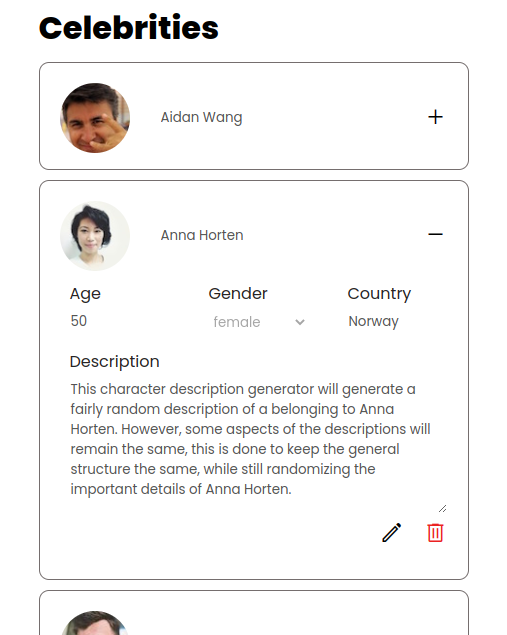 Celebrities
Aidan Wang
Anna Horten
Age Gender Country
50 female Norway
Description
This character description generator will generate a
fairly random description of a belonging to Anna
Horten. However, some aspects of the descriptions will
remain the same, this is done to keep the general
structure the same, while still randomizing the
important details of Anna Horten.